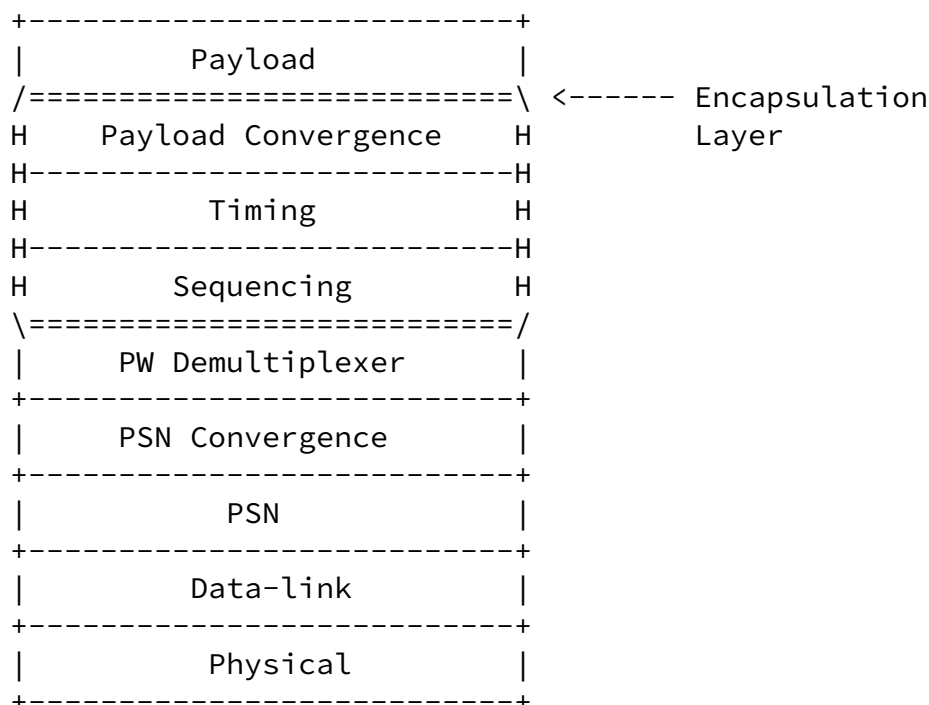 +---------------------------+
|         Payload           |
/===========================\ <------ Encapsulation
H    Payload Convergence    H         Layer
H---------------------------H
H          Timing           H
H---------------------------H
H        Sequencing         H
\===========================/
|     PW Demultiplexer      |
+---------------------------+
|     PSN Convergence       |
+---------------------------+
|           PSN             |
+---------------------------+
|         Data-link         |
+---------------------------+
|          Physical         |
+---------------------------+